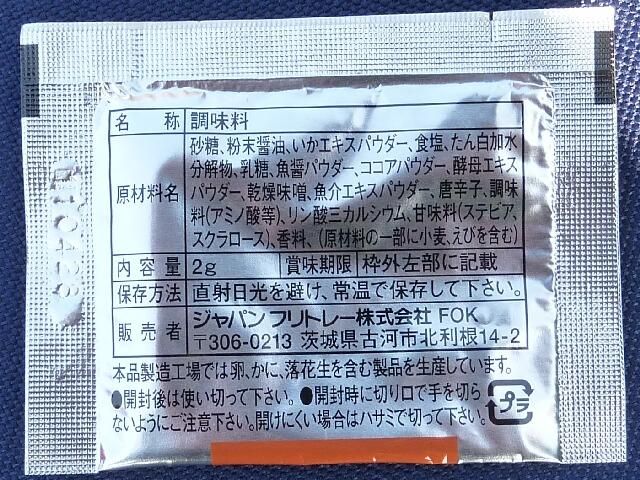 名 称 調味料
砂糖、粉末醤油、いかエキスパウダー、食塩、たん白加水
分解物、乳糖、魚醤パウダー、ココアパウダー、酵母エキス
原材料名 パウダー、乾燥味噌、魚介エキスパウダー、唐辛子、調味
料(アミノ酸等)、リン酸三カルシウム、甘味料(ステビア、
スクラロース)、香料、(原材料の一部に小麦、えびを含む)
内容量 2g 賞味期限 枠外左部に記載
保存方法 直射日光を避け、常温で保存して下さい。
販売者 ジャパン フリトレー株式会社 FOK
〒306-0213 茨城県古河市北利根14-2
本品製造工場では卵、かに、落花生を含む製品を生産しています。
●開封後は使い切って下さい。●開封時に切り口で手を切ら
ないようにご注意下さい。開けにくい場合はハサミで切って下さい。
プラ